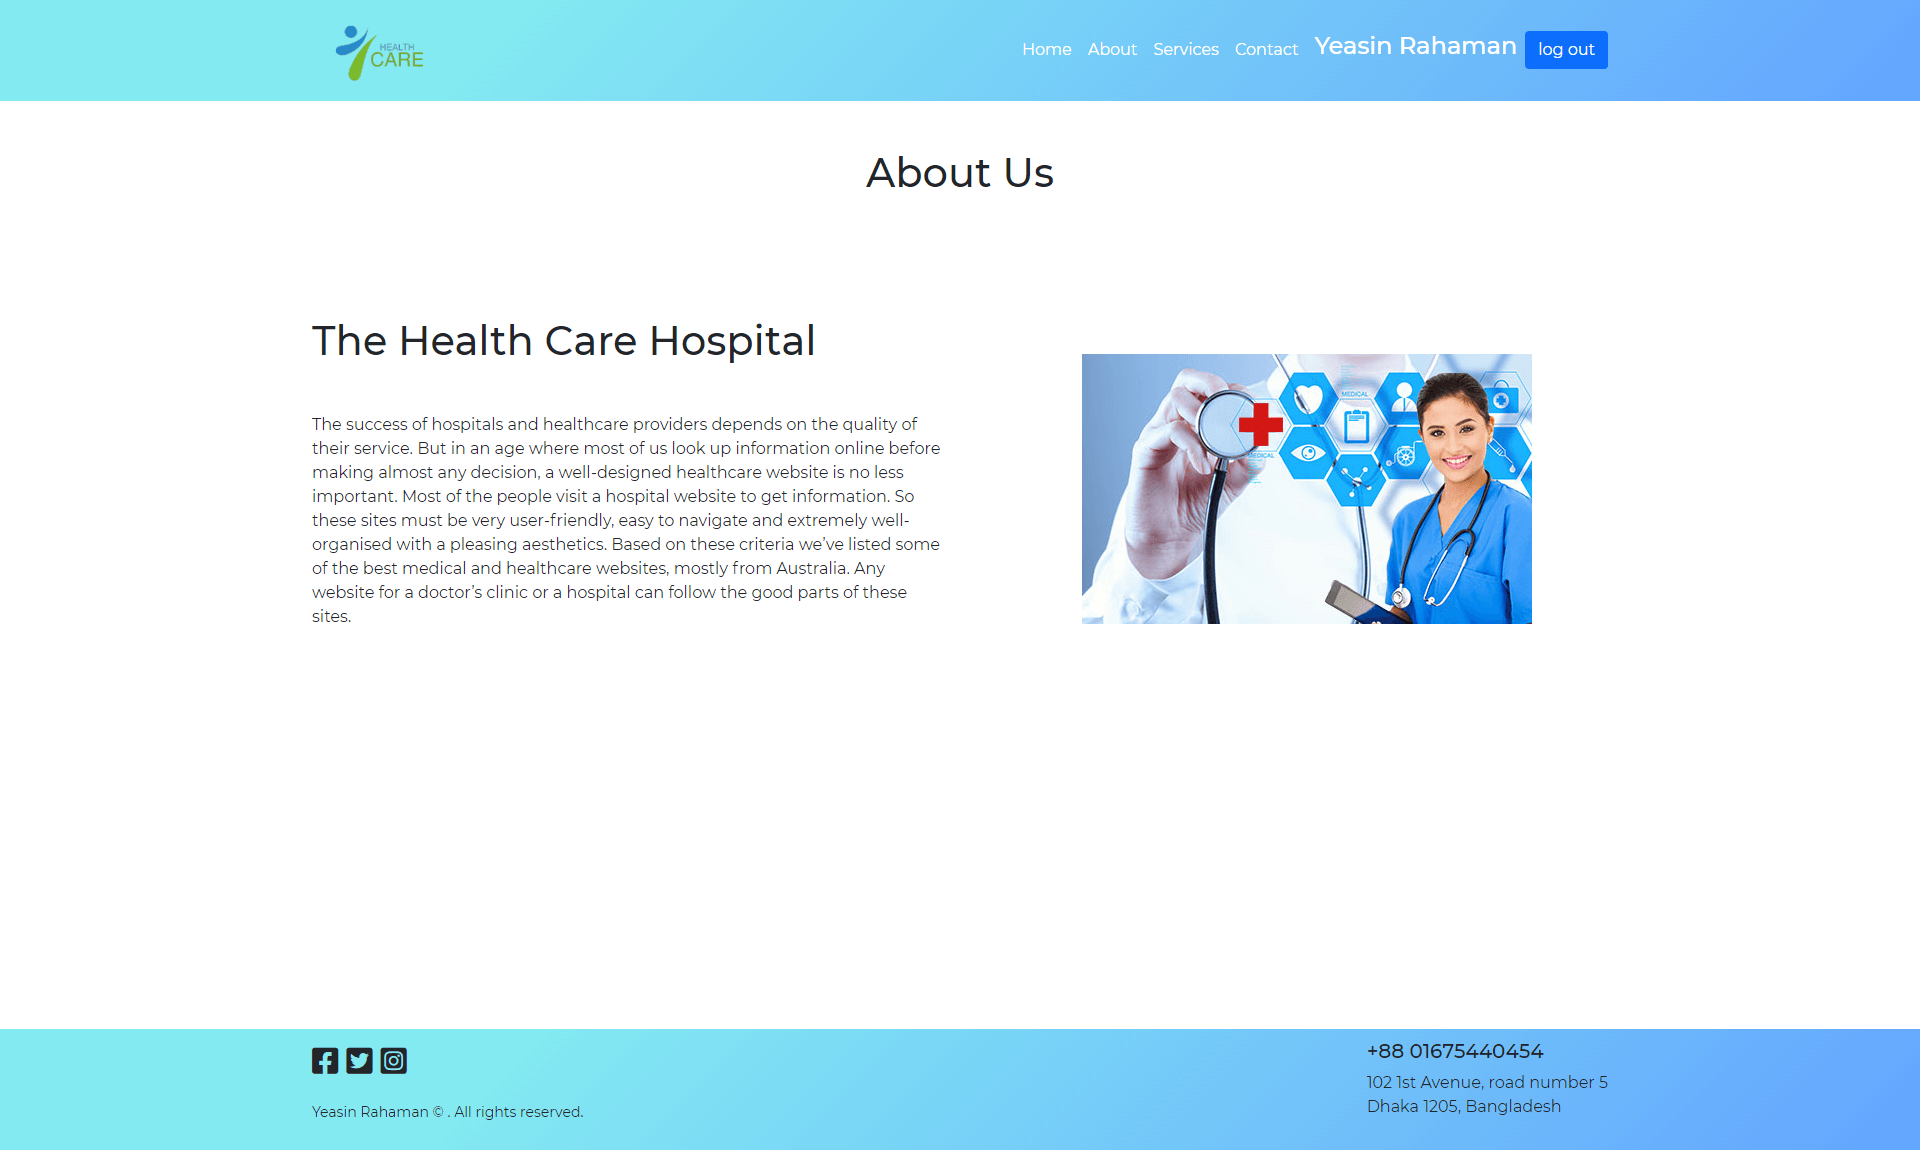 HEALTH
CARE
Home About Services Contact Yeasin Rahaman log out
About Us
The Health Care Hospital
The success of hospitals and healthcare providers depends on the quality of
their service. But in an age where most of us look up information online before
making almost any decision, a well-designed healthcare website is no less
important. Most of the people visit a hospital website to get information. So
these sites must be very user-friendly, easy to navigate and extremely well-
organised with a pleasing aesthetics. Based on these criteria we’ve listed some
of the best medical and healthcare websites, mostly from Australia. Any
website for a doctor’s clinic or a hospital can follow the good parts of these
sites.
MEDICAL
MEDICAL
Yeasin Rahaman © . All rights reserved.
+88 01675440454
102 1st Avenue, road number 5
Dhaka 1205, Bangladesh